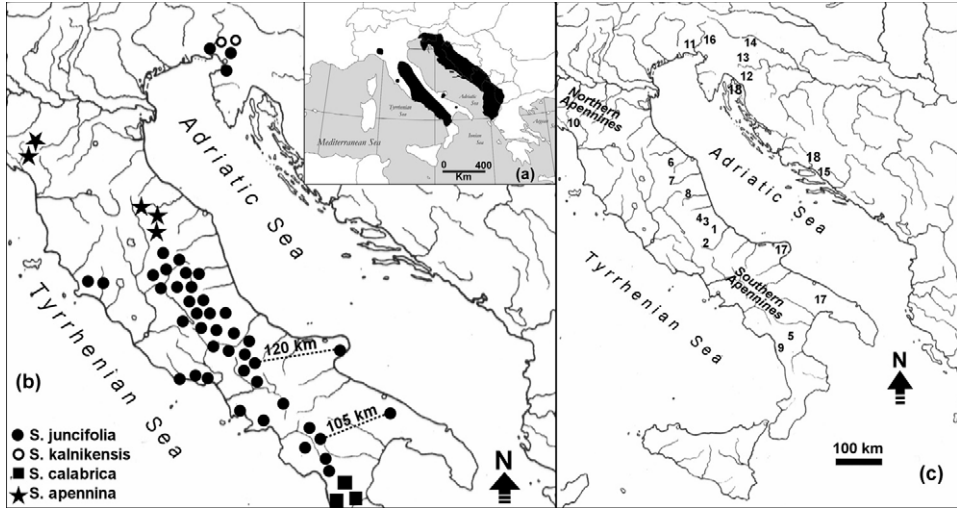 Mediterranean Sea
Tyrrhenian
Sea
Adriatic
Sea
Ionian
Sea
Aegean
0 400
Km
(a)
Adriatic Sea
Tyrrhenian Sea
120 km
105 km
(b)
S. juncifolia
S. kalnikensis
S. calabrica
S. apennina
N
11 16 14
13
12
18
Northern
Apennines
10
6
7
8
18
15
4 3 1
2
17
Adriatic Sea
Southern
Apennines
17
5
9
Tyrrhenian Sea
N
100 km
(c)